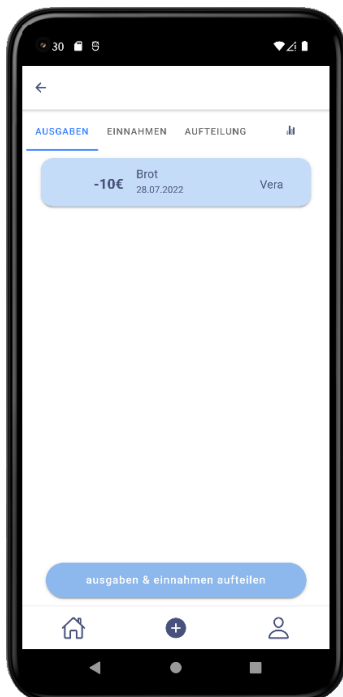 30
AUSGABEN EINNAHMEN AUFTEILUNG
-10€ Brot Vera
28.07.2022
ausgaben & einnahmen aufteilen